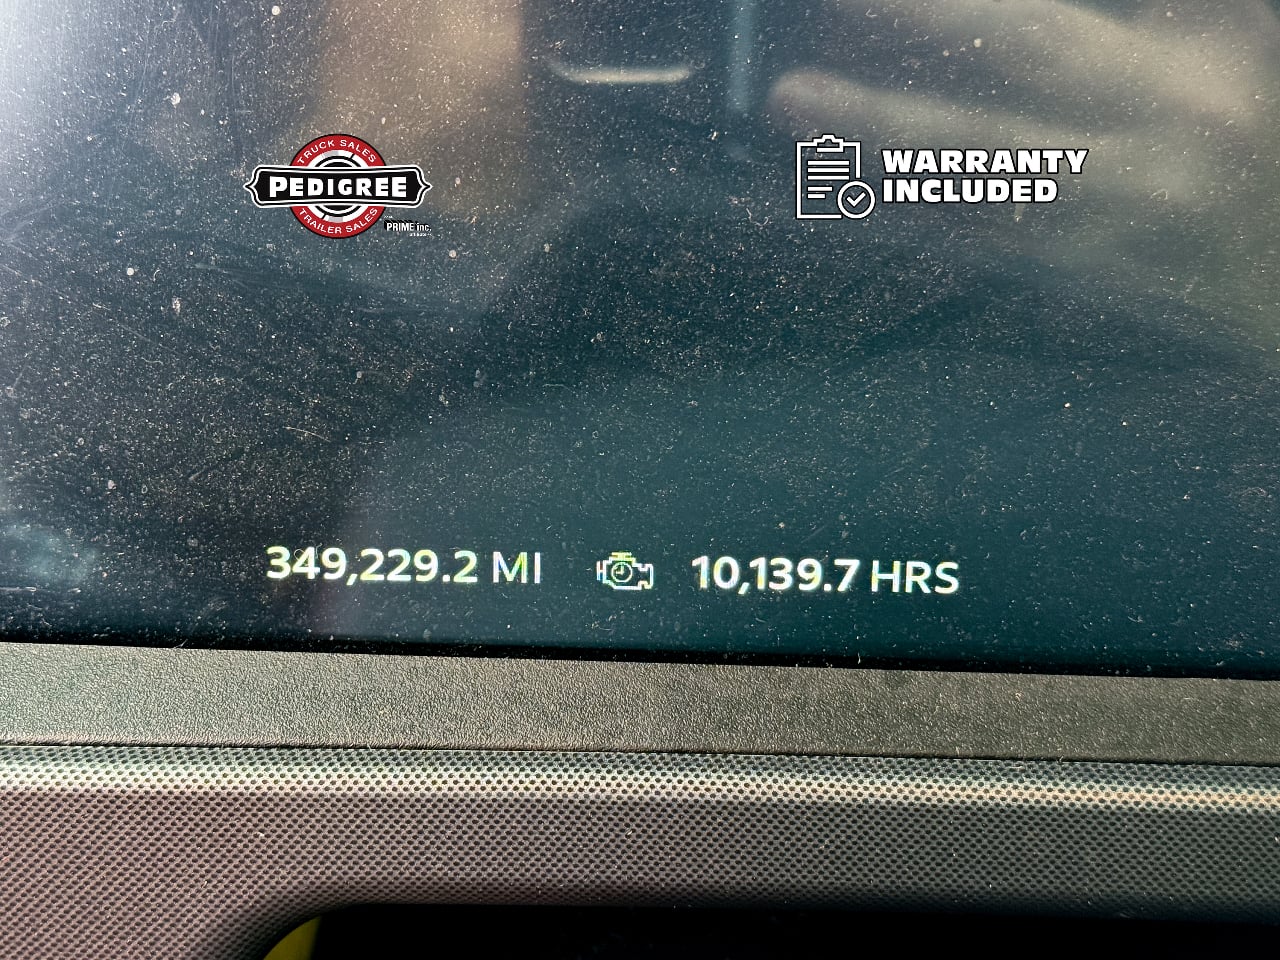 TRUCK SALES
PEDIGREE
TRAILER SALES
PRIME inc.
WARRANTY
INCLUDED
349,229.2 MI
10,139.7 HRS